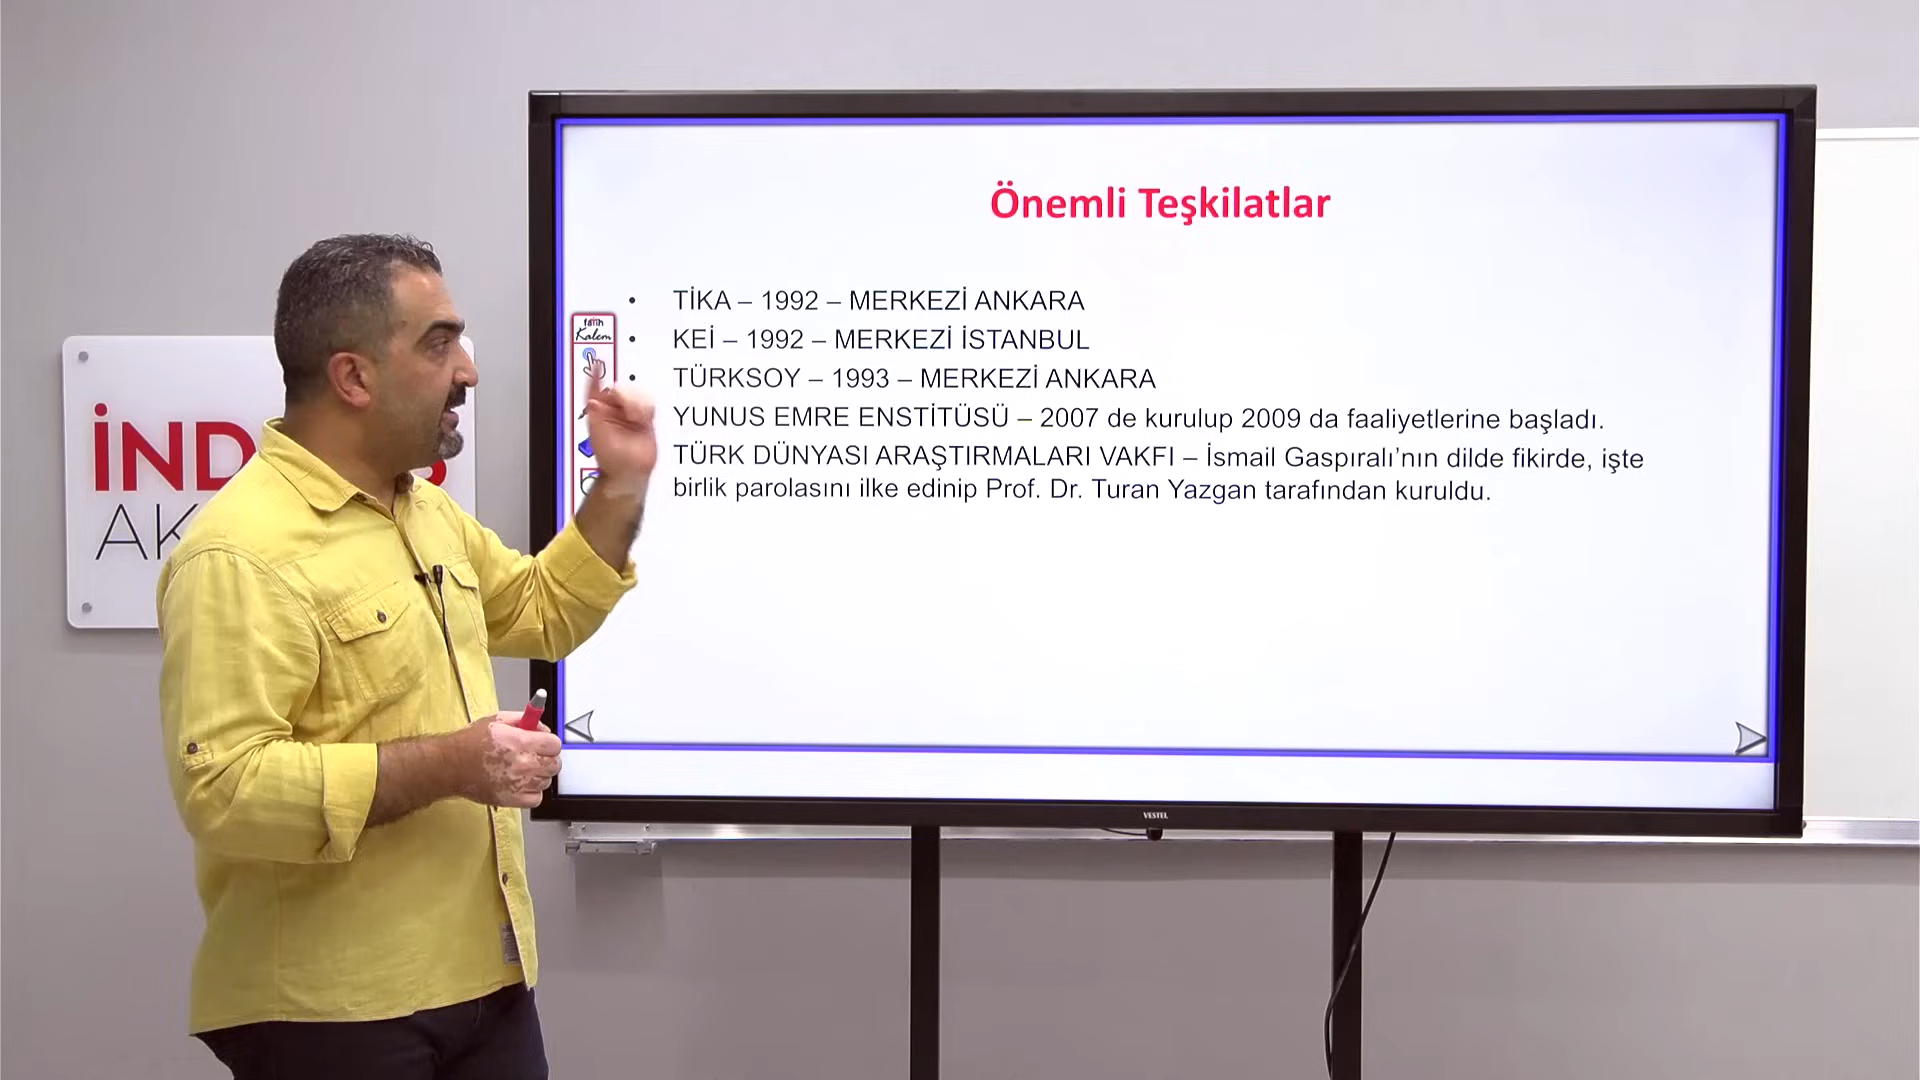 Önemli Teşkilatlar
• TİKA – 1992 – MERKEZİ ANKARA
• KEİ – 1992 – MERKEZİ İSTANBUL
• TÜRKSOY – 1993 – MERKEZİ ANKARA
YUNUS EMRE ENSTİTÜSÜ – 2007 de kurulup 2009 da faaliyetlerine başladı.
TÜRK DÜNYASI ARAŞTIRMALARI VAKFI – İsmail Gaspıralı’nın dilde fikirde, işte
birlik parolasını ilke edinip Prof. Dr. Turan Yazgan tarafından kuruldu.
fatih
Kalem
İND
AK
VESTEL